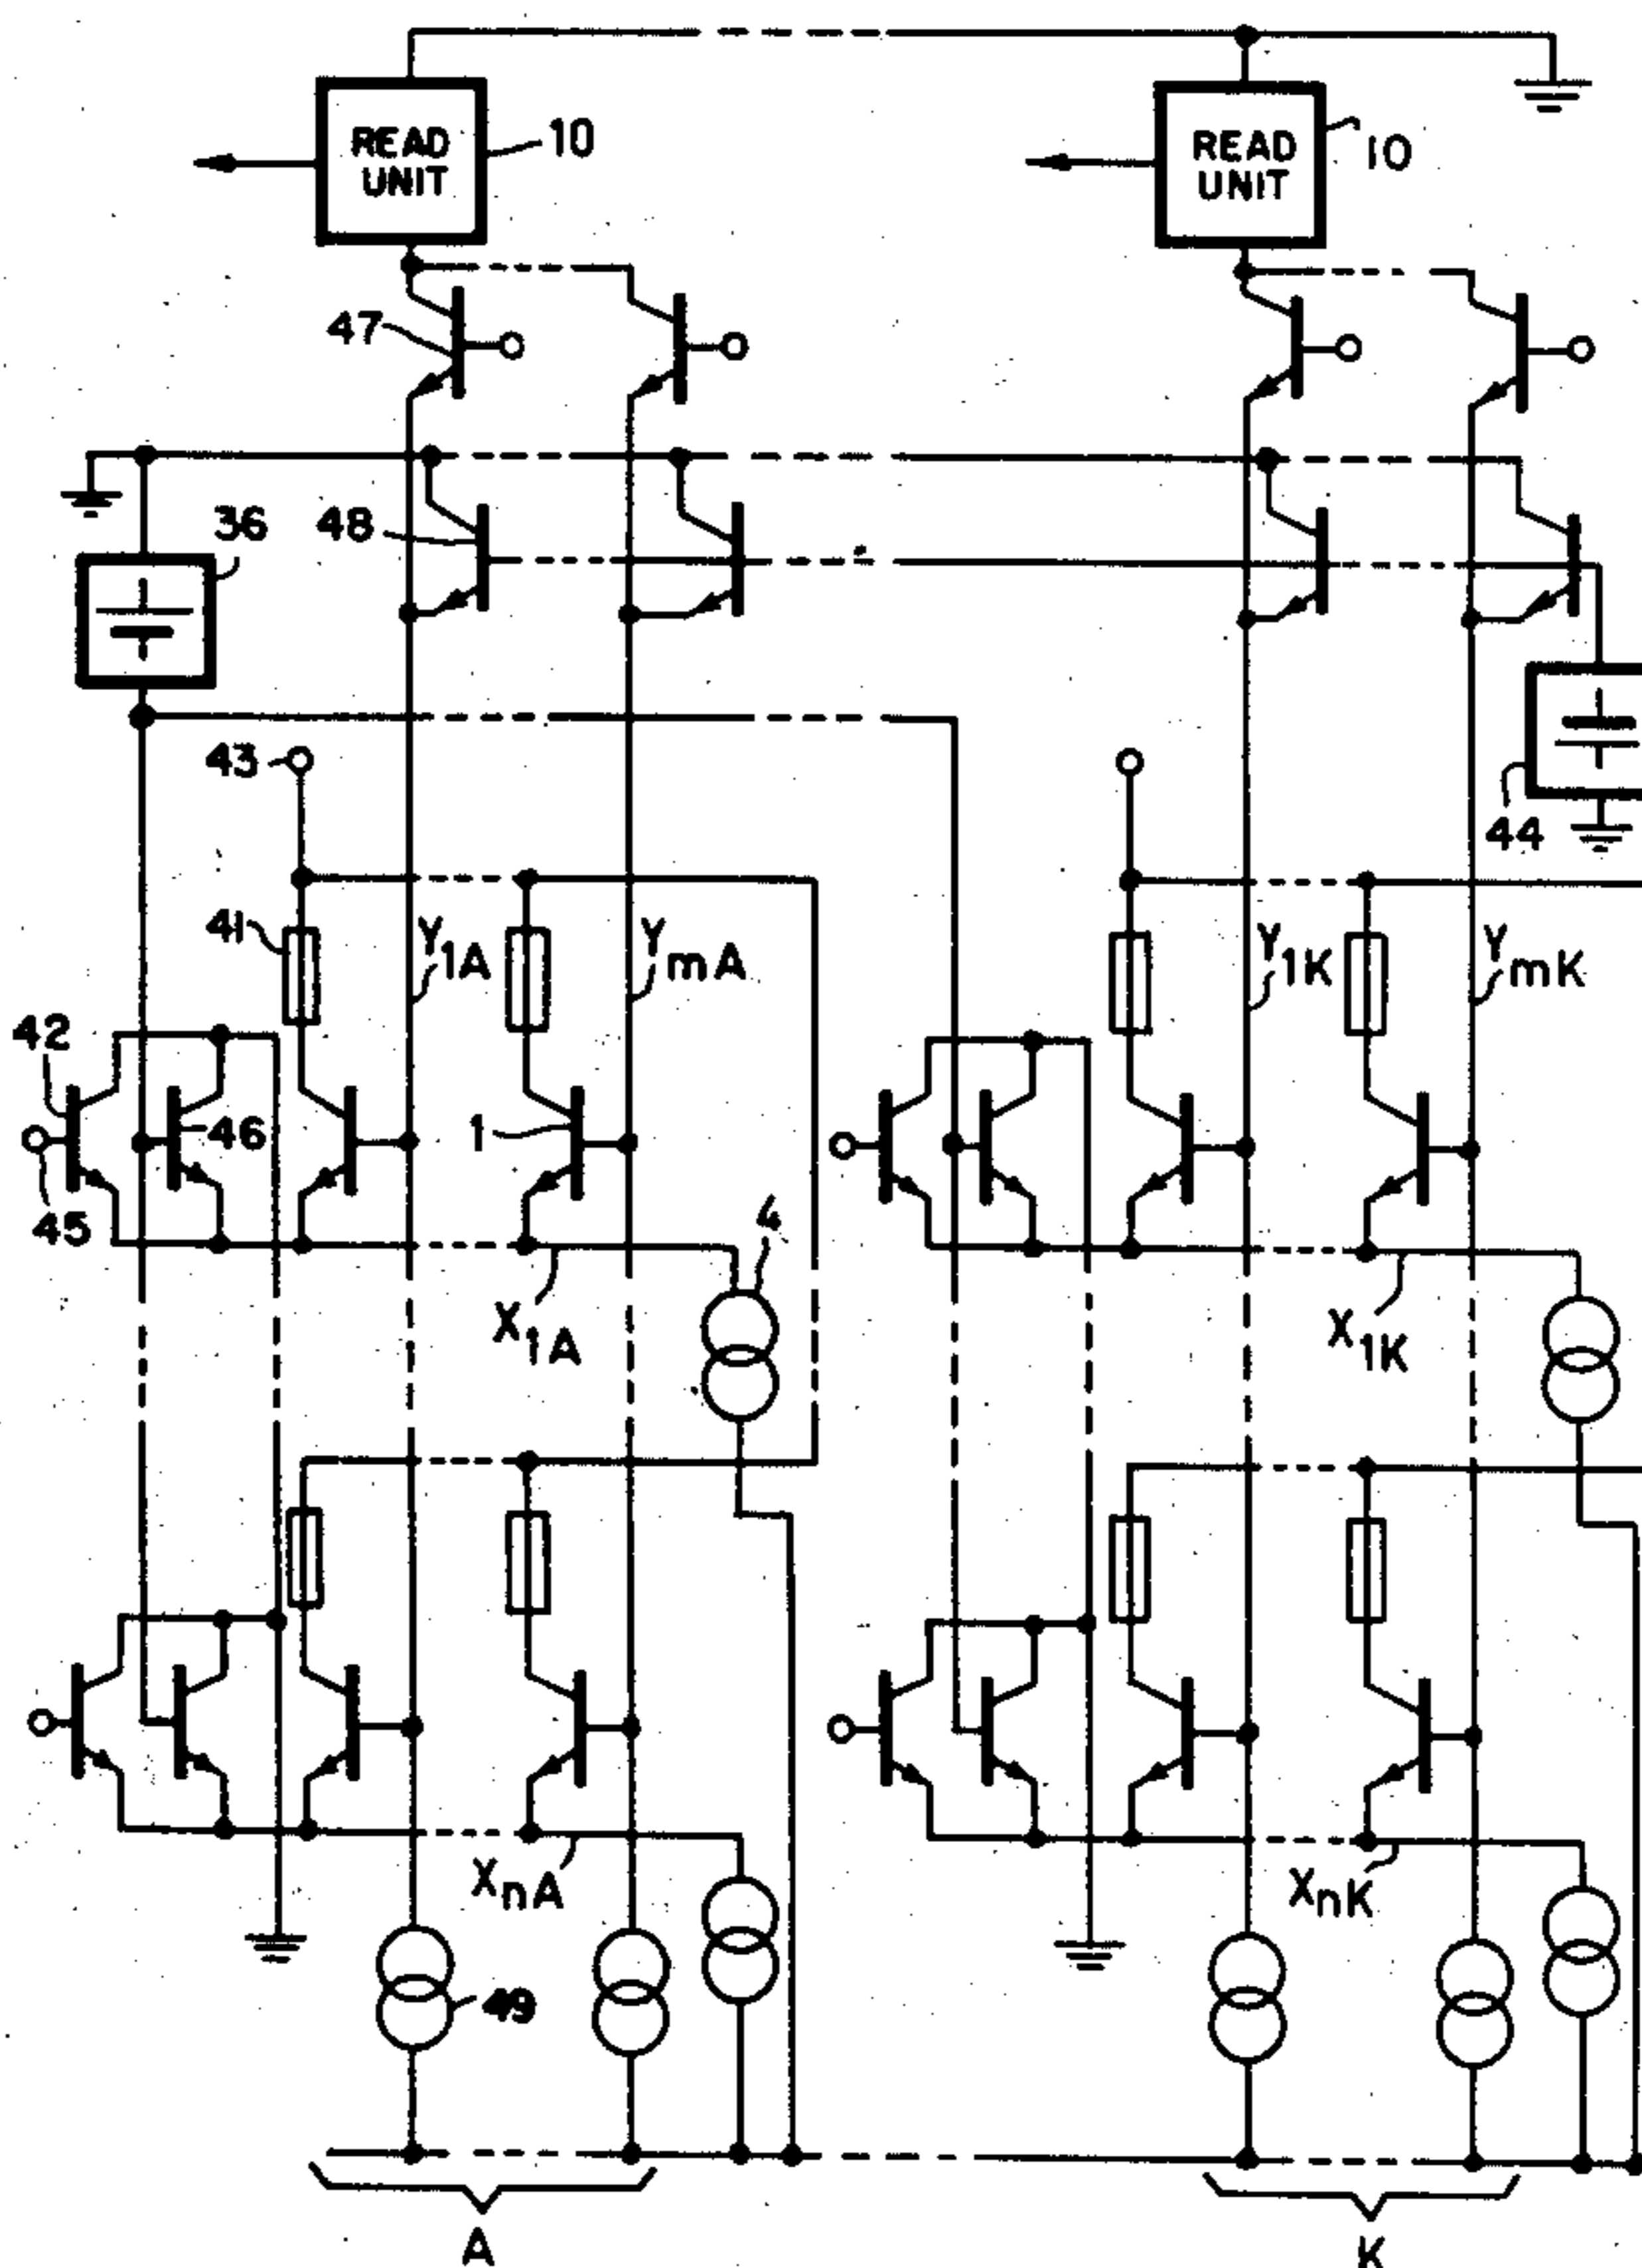 READ
UNIT
10
READ
UNIT
10
47
36
48
43
44
41
Y1A
YmA
Y1K
YmK
42
46
1
45
4
X1A
X1K
XnA
XnK
49
A
K